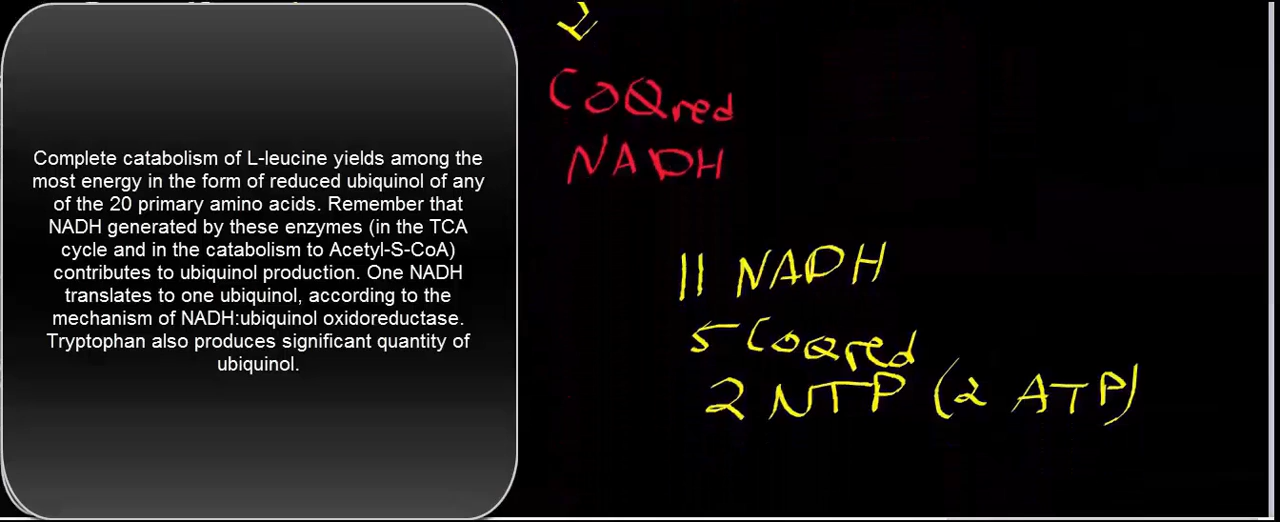 Complete catabolism of L-leucine yields among the
most energy in the form of reduced ubiquinol of any
of the 20 primary amino acids. Remember that
NADH generated by these enzymes (in the TCA
cycle and in the catabolism to Acetyl-S-CoA)
contributes to ubiquinol production. One NADH
translates to one ubiquinol, according to the
mechanism of NADH:ubiquinol oxidoreductase.
Tryptophan also produces significant quantity of
ubiquinol.
CoQred
NADH
11 NADH
5 CoQred
2 NTP (2 ATP)